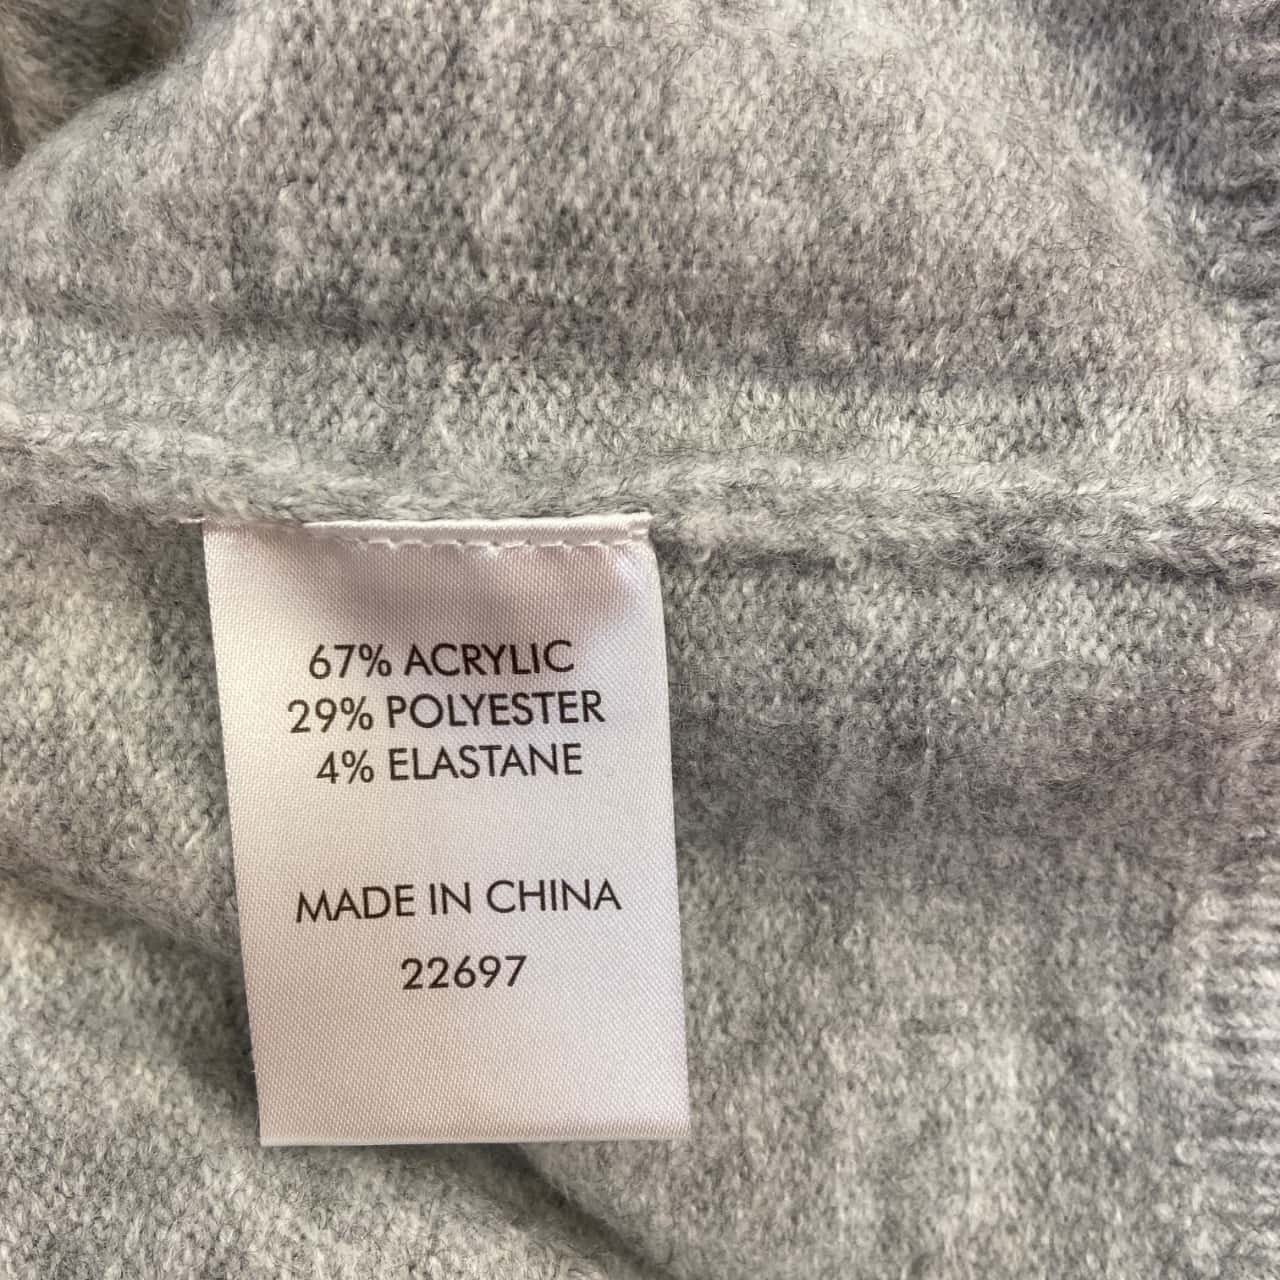 67% ACRYLIC
29% POLYESTER
4% ELASTANE
MADE IN CHINA
22697